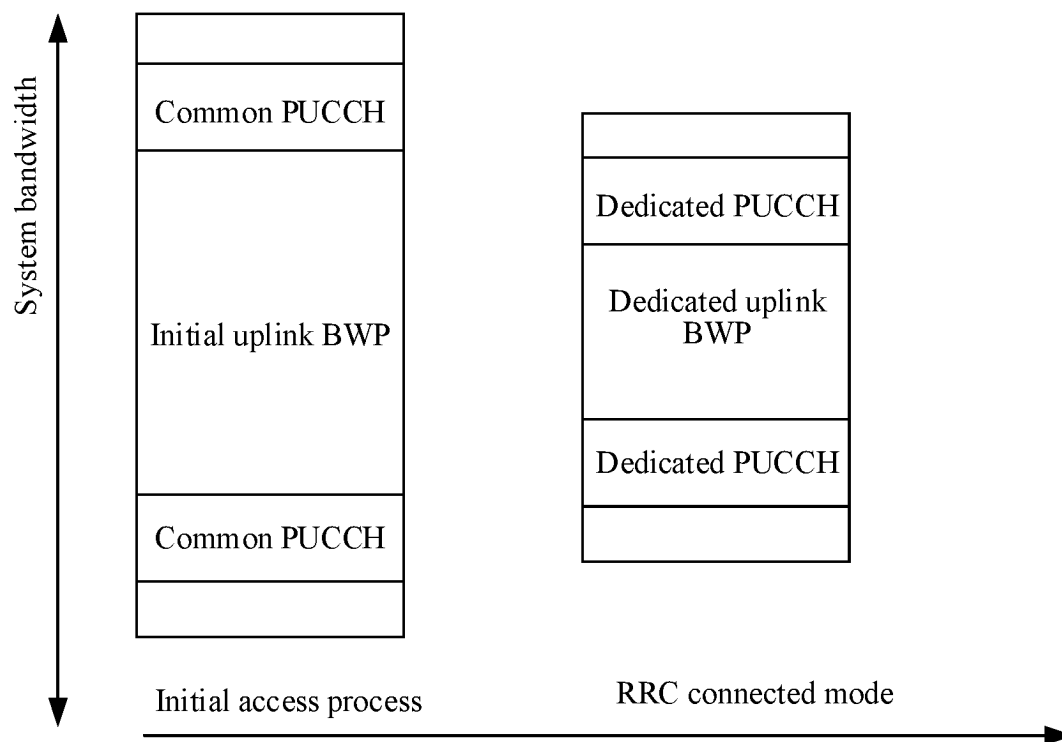 System bandwidth
Common PUCCH
Initial uplink BWP
Common PUCCH
Dedicated PUCCH
Dedicated uplink
BWP
Dedicated PUCCH
Initial access process
RRC connected mode